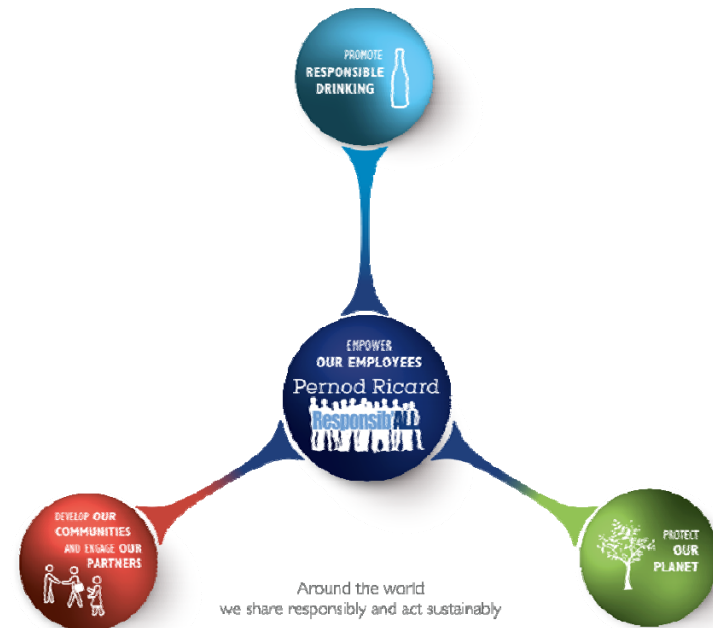 PROMOTE
RESPONSIBLE
DRINKING
EMPOWER
OUR EMPLOYEES
Pernod Ricard
Responsib'ALL
DEVELOP OUR
COMMUNITIES
AND ENGAGE OUR
PARTNERS
PROTECT
OUR
PLANET
Around the world
we share responsibly and act sustainably